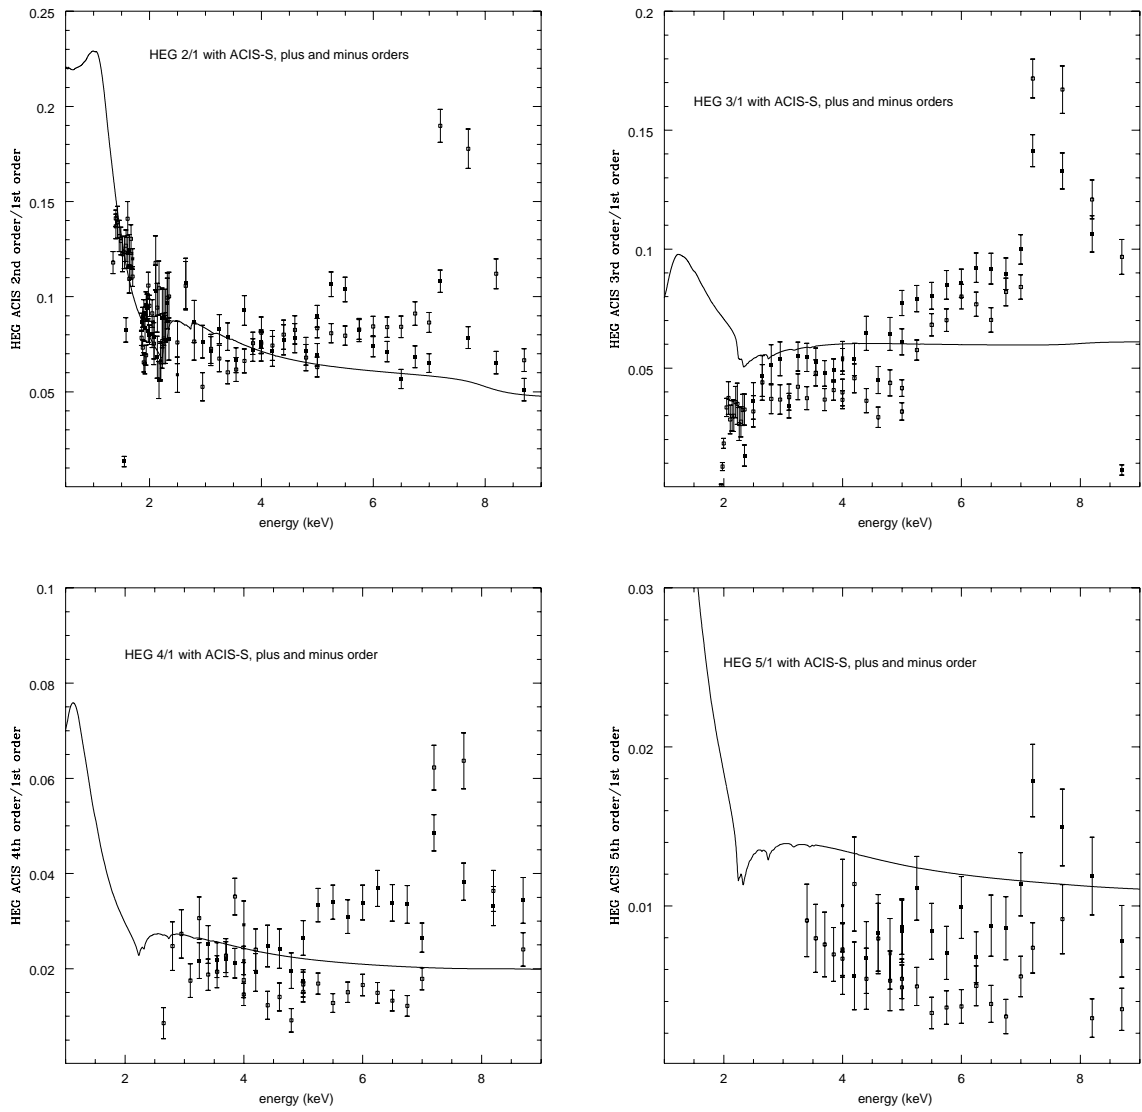 0.25
0.2
0.15
0.1
0.05
HEG ACIS 2nd order/1st order
HEG 2/1 with ACIS-S, plus and minus orders
2 4 6 8
energy (keV)
0.2
0.15
0.1
0.05
HEG ACIS 3rd order/1st order
HEG 3/1 with ACIS-S, plus and minus orders
2 4 6 8
energy (keV)
0.1
0.08
0.06
0.04
0.02
HEG ACIS 4th order/1st order
HEG 4/1 with ACIS-S, plus and minus order
2 4 6 8
energy (keV)
0.03
0.02
0.01
HEG ACIS 5th order/1st order
HEG 5/1 with ACIS-S, plus and minus order
2 4 6 8
energy (keV)